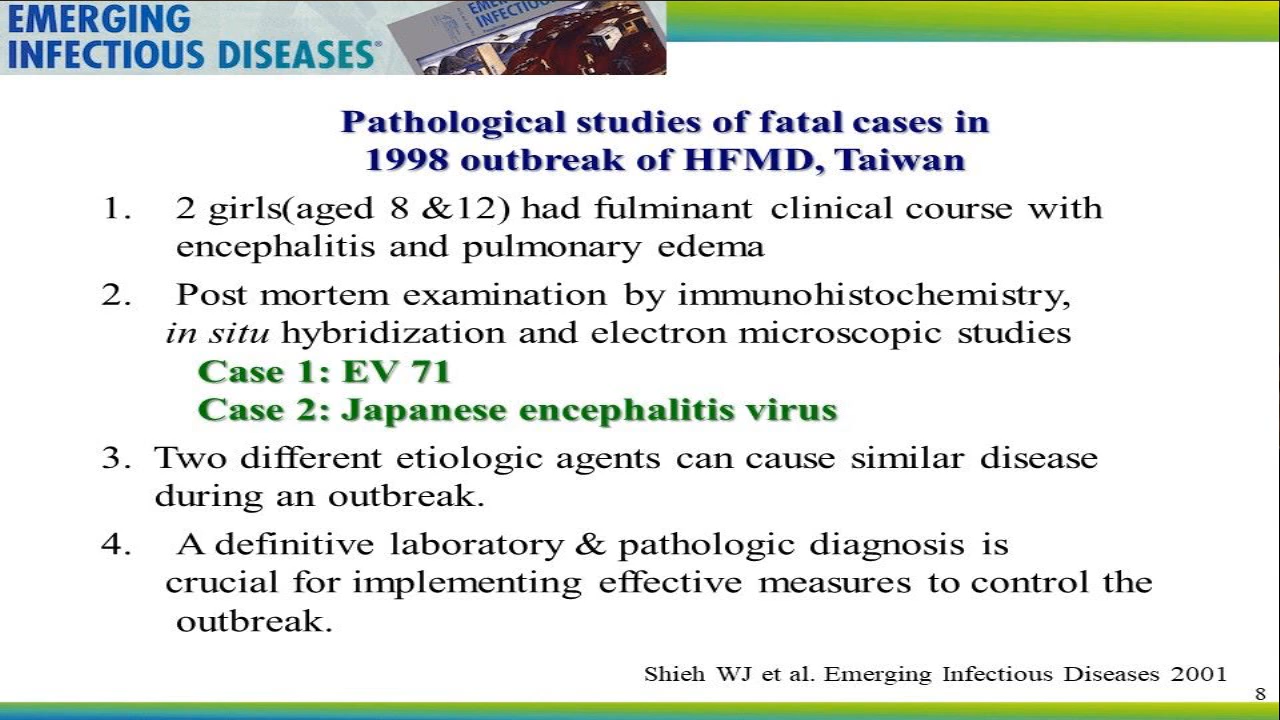 EMERGING
INFECTIOUS DISEASES®
Pathological studies of fatal cases in
1998 outbreak of HFMD, Taiwan
1. 2 girls(aged 8 &12) had fulminant clinical course with
encephalitis and pulmonary edema
2. Post mortem examination by immunohistochemistry,
in situ hybridization and electron microscopic studies
Case 1: EV 71
Case 2: Japanese encephalitis virus
3. Two different etiologic agents can cause similar disease
during an outbreak.
4. A definitive laboratory & pathologic diagnosis is
crucial for implementing effective measures to control the
outbreak.
Shieh WJ et al. Emerging Infectious Diseases 2001
8